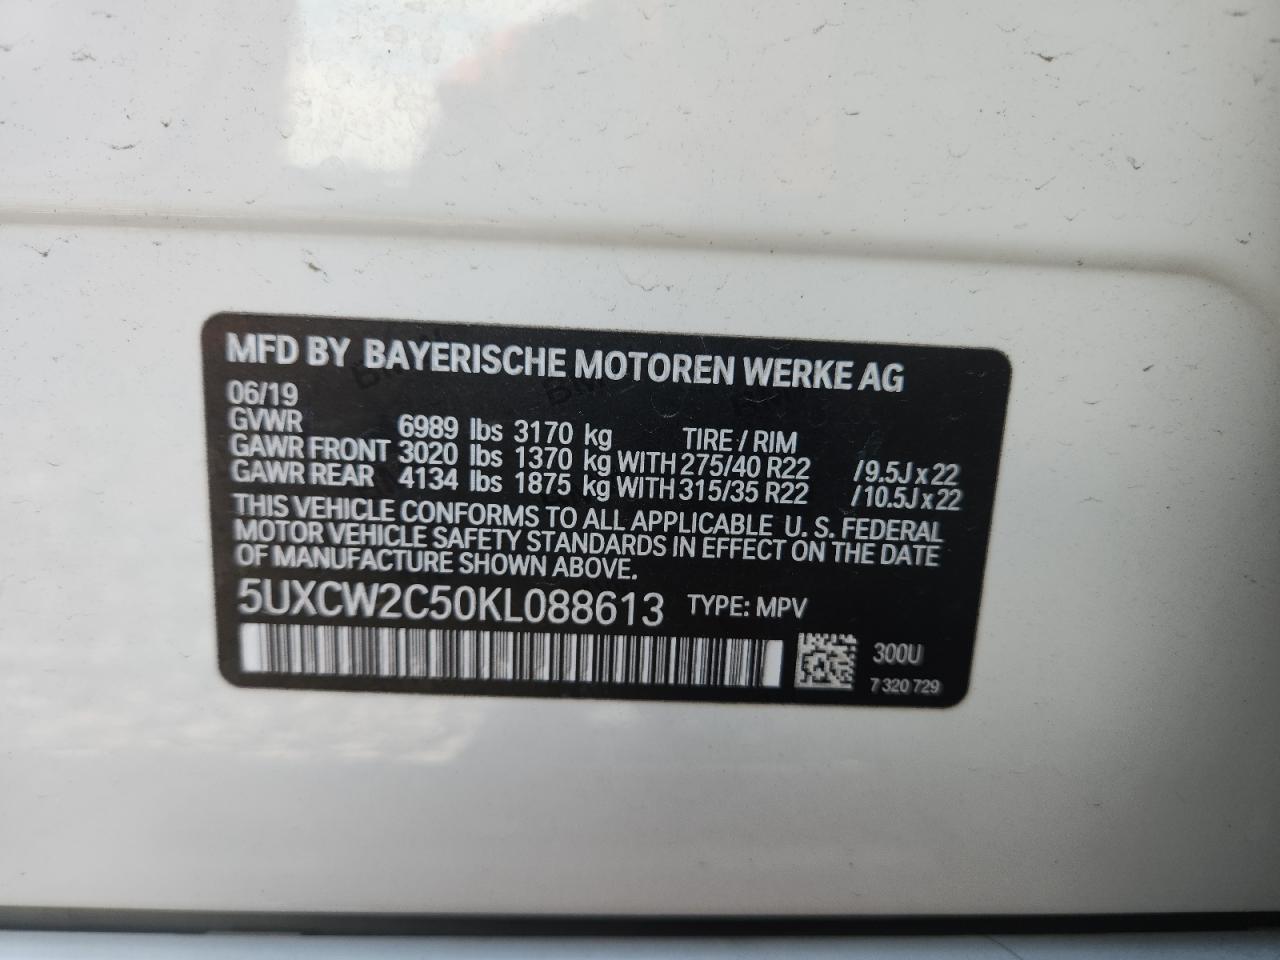 MFD BY BAYERISCHE MOTOREN WERKE AG
06/19
GVWR 6989 lbs 3170 kg TIRE / RIM
GAWR FRONT 3020 lbs 1370 kg WITH 275/40 R22 /9.5J x 22
GAWR REAR 4134 lbs 1875 kg WITH 315/35 R22 /10.5J x 22
THIS VEHICLE CONFORMS TO ALL APPLICABLE U. S. FEDERAL
MOTOR VEHICLE SAFETY STANDARDS IN EFFECT ON THE DATE
OF MANUFACTURE SHOWN ABOVE.
5UXCW2C50KL088613 TYPE: MPV
300U
7 320 729